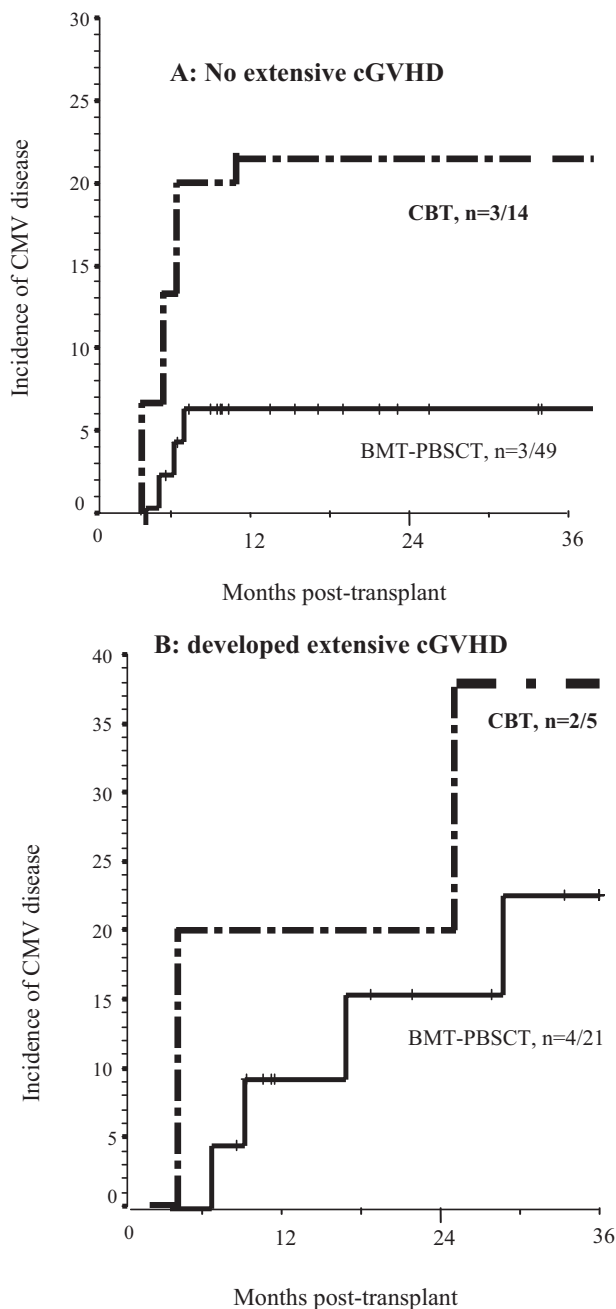 A: No extensive cGVHD
30
25
20
15
10
5
0
Incidence of CMV disease
CBT, n=3/14
BMT-PBSCT, n=3/49
0 12 24 36
Months post-transplant
B: developed extensive cGVHD
40
35
30
25
20
15
10
5
0
Incidence of CMV disease
CBT, n=2/5
BMT-PBSCT, n=4/21
0 12 24 36
Months post-transplant